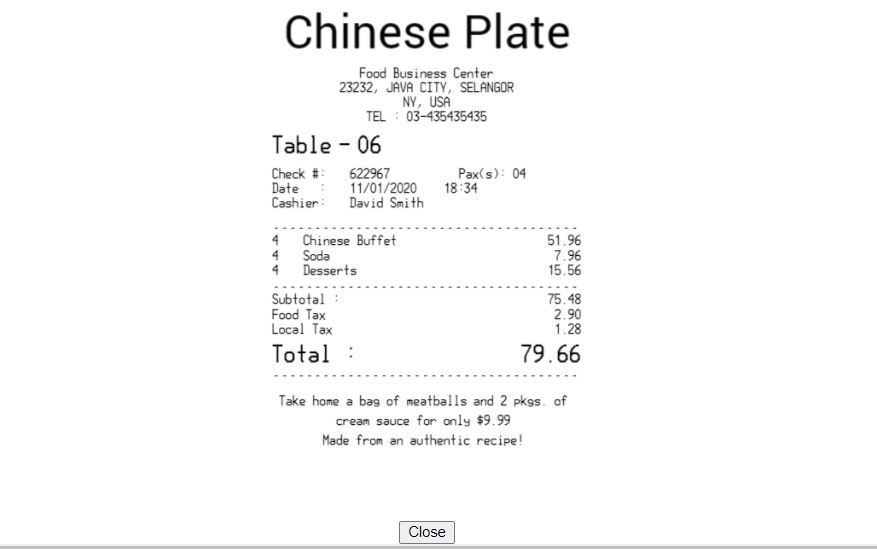 Chinese Plate
Food Business Center
23232, JAVA CITY, SELANGOR
NY, USA
TEL : 03-435435435
Table - 06
Check #: 622967 Pax(s): 04
Date : 11/01/2020 18:34
Cashier: David Smith
4 Chinese Buffet 51.96
4 Soda 7.96
4 Desserts 15.56
Subtotal : 75.48
Food Tax 2.90
Local Tax 1.28
Total : 79.66
Take home a bag of meatballs and 2 pkgs. of
cream sauce for only $9.99
Made from an authentic recipe!
Close